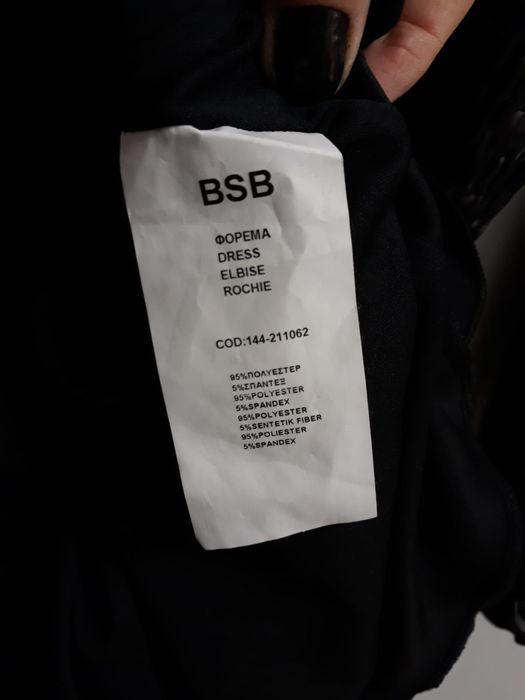 BSB
ΦΟΡΕΜΑ
DRESS
ELBISE
ROCHIE
COD:144-211062
95%ΠΟΛΥΕΣΤΕΡ
5%ΣΠΑΝΤΕΞ
95%POLYESTER
5%SPANDEX
95%POLYESTER
5%SENTETIK FIBER
95%POLIESTER
5%SPANDEX